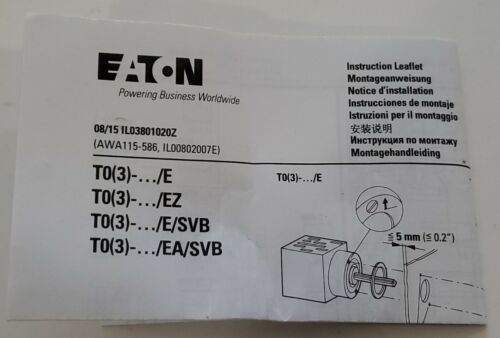 EATON
Powering Business Worldwide
08/15 IL03801020Z
(AWA115-586, IL00802007E)
T0(3)-.../E
T0(3)-.../EZ
T0(3)-.../E/SVB
T0(3)-.../EA/SVB
Instruction Leaflet
Montageanweisung
Notice d'installation
Instrucciones de montaje
Istruzioni per il montaggio
安装说明
Инструкция по монтажу
Montagehandleiding
T0(3)-.../E
≦ 5 mm (≦ 0.2")